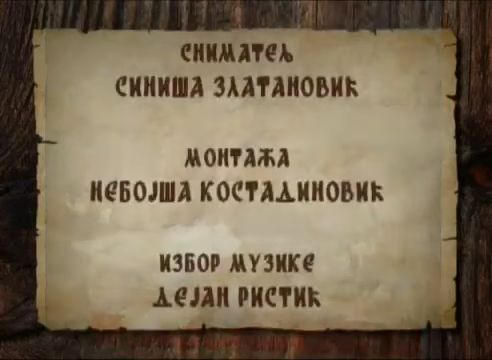 СНИМАТЕЉ
СИНИША ЗЛАТАНОВИЋ
МОНТАЖА
НЕБОЈША КОСТАДИНОВИЋ
ИЗБОР МУЗИКЕ
ДЕЈАН РИСТИЋ